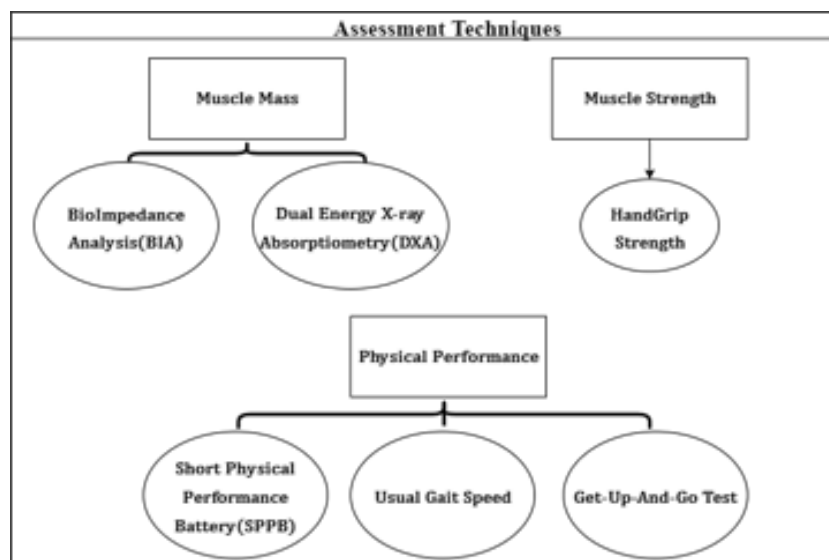 Assessment Techniques
Muscle Mass
Muscle Strength
BioImpedance
Analysis(BIA)
Dual Energy X-ray
Absorptiometry(DXA)
HandGrip
Strength
Physical Performance
Short Physical
Performance
Battery(SPPB)
Usual Gait Speed
Get-Up-And-Go Test